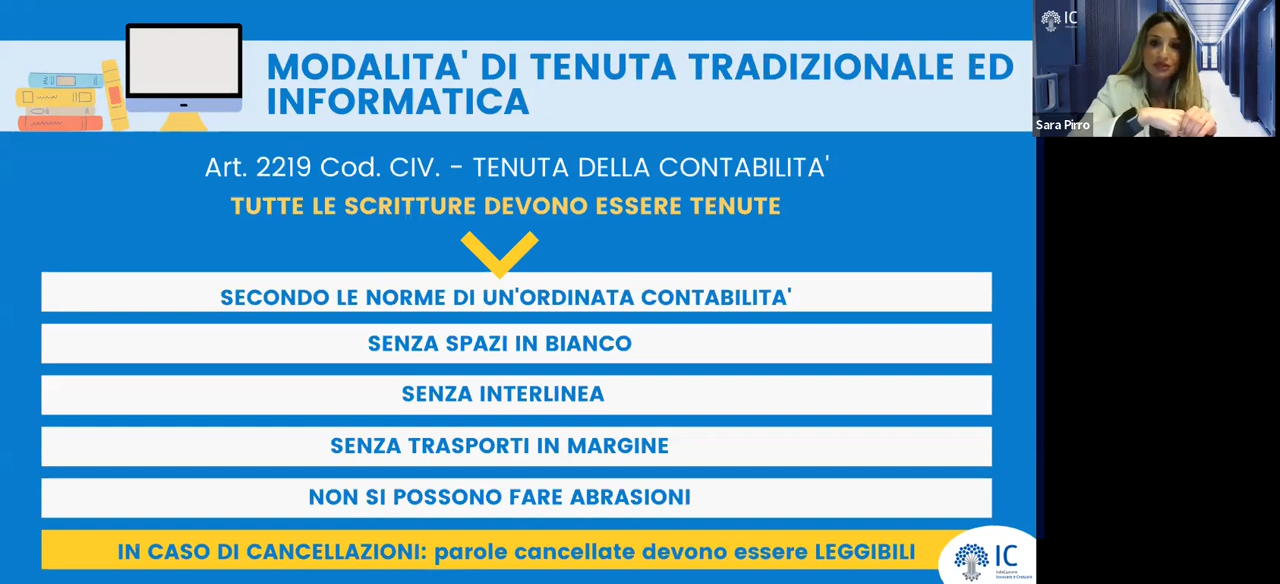 MODALITA' DI TENUTA TRADIZIONALE ED
INFORMATICA
Art. 2219 Cod. CIV. - TENUTA DELLA CONTABILITA'
TUTTE LE SCRITTURE DEVONO ESSERE TENUTE
SECONDO LE NORME DI UN'ORDINATA CONTABILITA'
SENZA SPAZI IN BIANCO
SENZA INTERLINEA
SENZA TRASPORTI IN MARGINE
NON SI POSSONO FARE ABRASIONI
IN CASO DI CANCELLAZIONI: parole cancellate devono essere LEGGIBILI
IC
Innovare è Crescere
IC
Sara Pirro